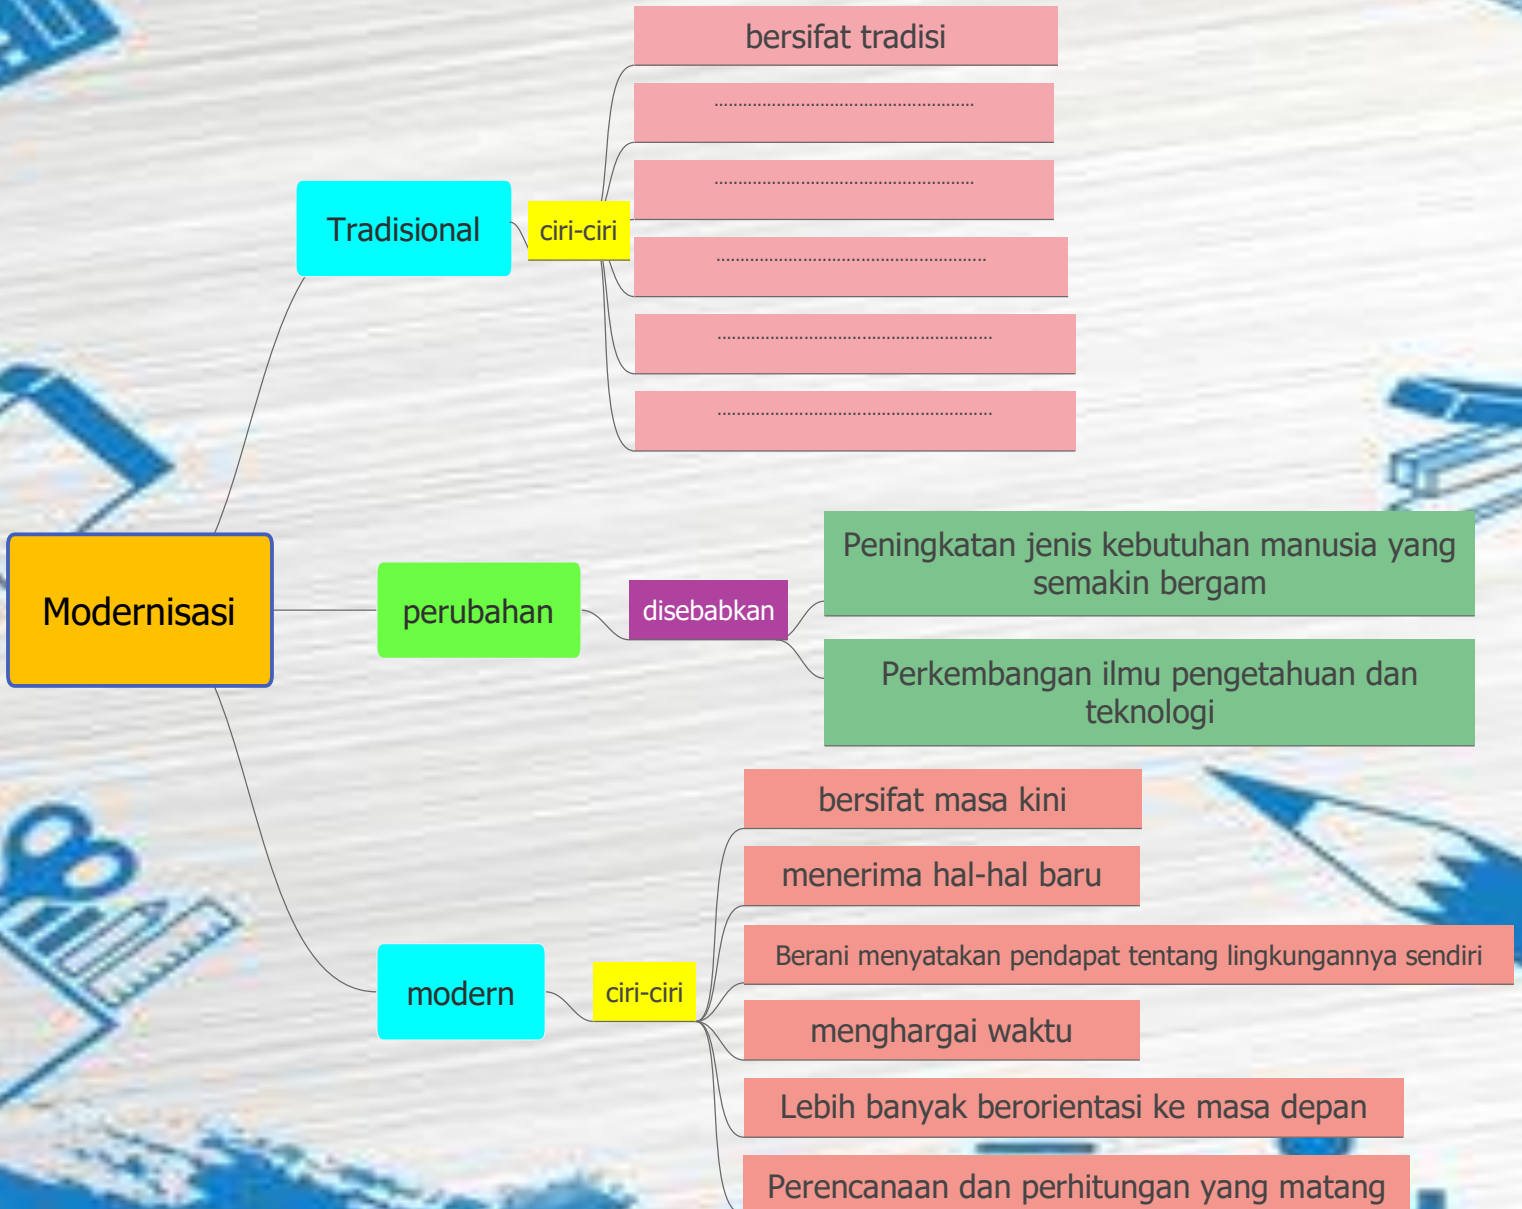 bersifat tradisi
......................................................
......................................................
Tradisional
ciri-ciri
........................................................
.........................................................
.........................................................
Peningkatan jenis kebutuhan manusia yang
semakin bergam
Modernisasi
perubahan
disebabkan
Perkembangan ilmu pengetahuan dan
teknologi
bersifat masa kini
menerima hal-hal baru
Berani menyatakan pendapat tentang lingkungannya sendiri
modern
ciri-ciri
menghargai waktu
Lebih banyak berorientasi ke masa depan
Perencanaan dan perhitungan yang matang